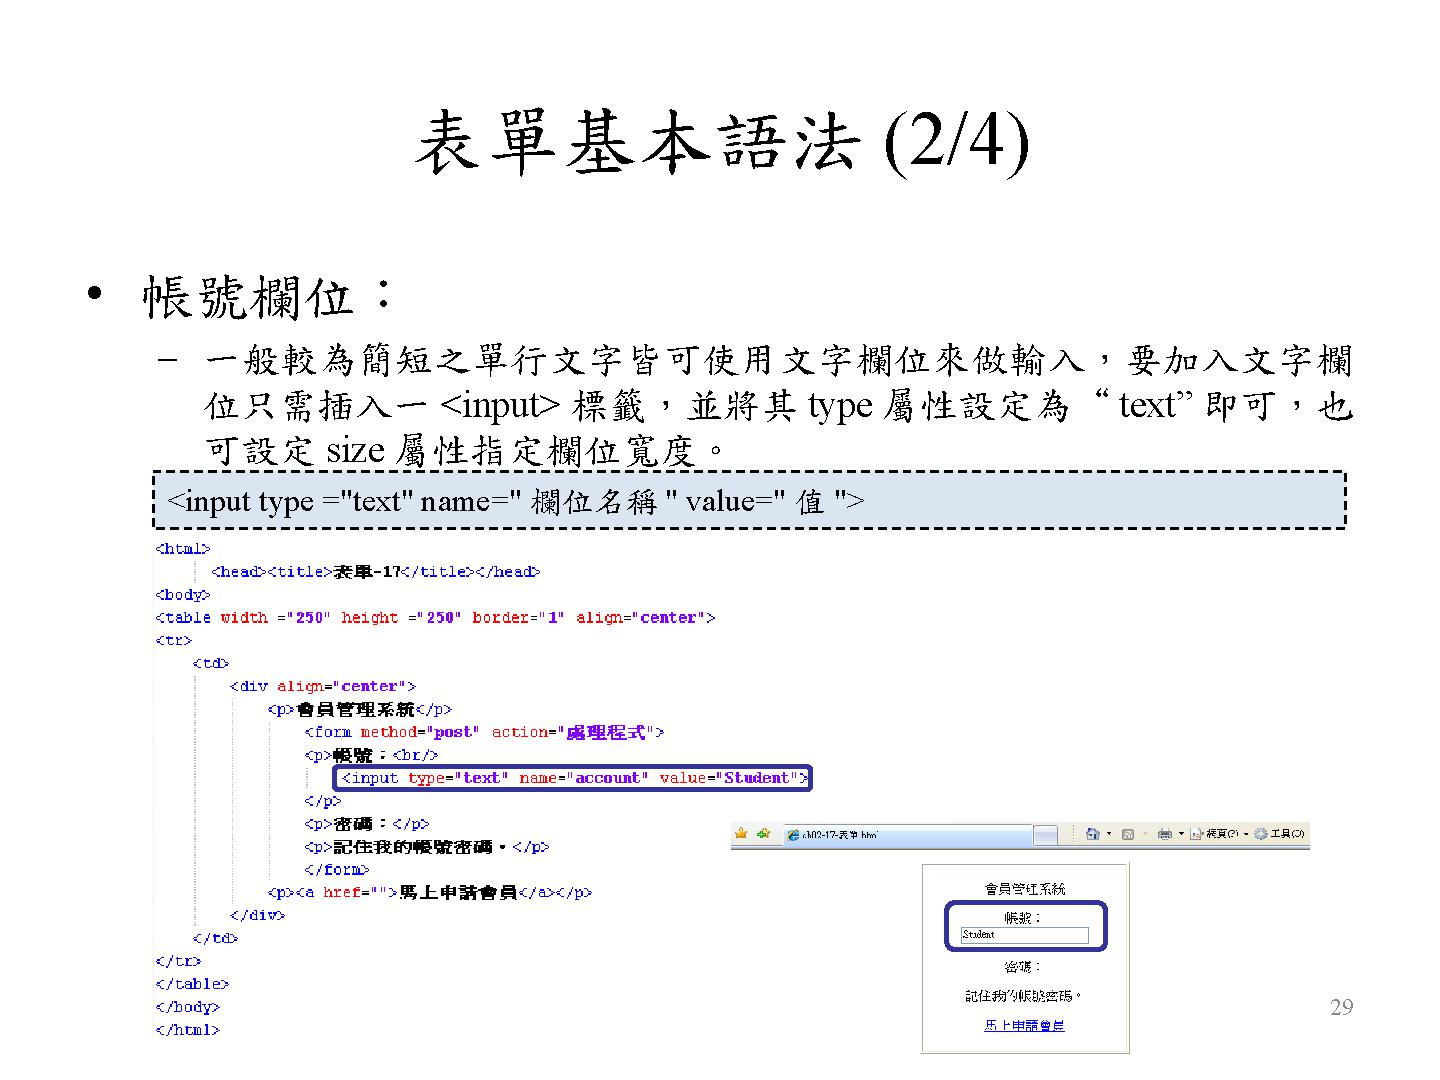 表單基本語法 (2/4)
• 帳號欄位：
– 一般較為簡短之單行文字皆可使用文字欄位來做輸入，要加入文字欄
位只需插入一 <input> 標籤，並將其 type 屬性設定為 “ text” 即可，也
可設定 size 屬性指定欄位寬度。
<input type ="text" name=" 欄位名稱 " value=" 值 ">
<html>
<head><title>表單-17</title></head>
<body>
<table width ="250" height ="250" border="1" align="center">
<tr>
<td>
<div align="center">
<p>會員管理系統</p>
<form method="post" action="處理程式">
<p>帳號：<br/>
<input type="text" name="account" value="Student">
</p>
<p>密碼：</p>
<p>記住我的帳號密碼。</p>
</form>
<p><a href="">馬上申請會員</a></p>
</div>
</td>
</tr>
</table>
</body>
</html>
ch02-17-表單.html 網頁(P) 工具(O)
會員管理系統
帳號：
Student
密碼：
記住我的帳號密碼。
馬上申請會員
29